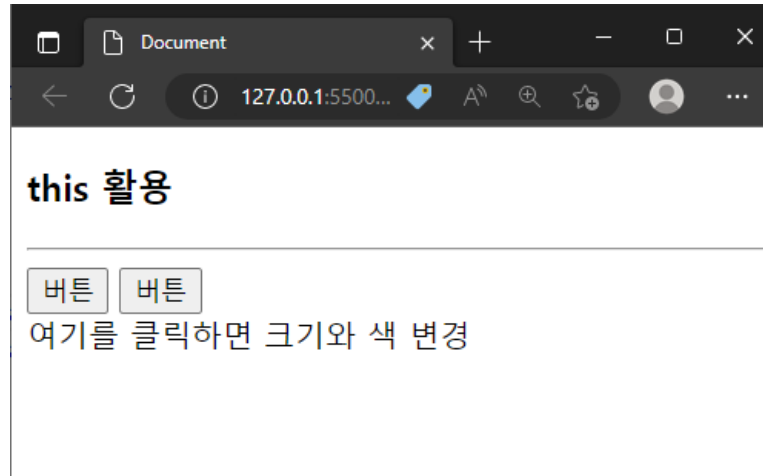 Document
127.0.0.1:5500...
this 활용
버튼 버튼
여기를 클릭하면 크기와 색 변경